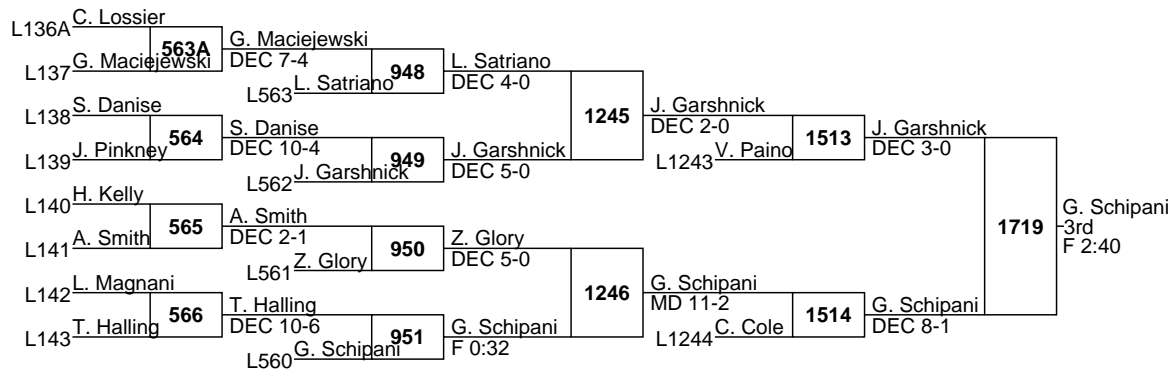 L136A C. Lossier
563A
G. Maciejewski
DEC 7-4
L137 G. Maciejewski
948
L. Satriano
DEC 4-0
L563 L. Satriano
1245
J. Garshnick
DEC 2-0
L138 S. Danise
564
S. Danise
DEC 10-4
L139 J. Pinkney
949
J. Garshnick
DEC 5-0
L562 J. Garshnick
L1243 V. Paino
1513
J. Garshnick
DEC 3-0
L140 H. Kelly
565
A. Smith
DEC 2-1
L141 A. Smith
950
Z. Glory
DEC 5-0
L561 Z. Glory
1246
G. Schipani
MD 11-2
L142 L. Magnani
566
T. Halling
DEC 10-6
L143 T. Halling
951
G. Schipani
F 0:32
L560 G. Schipani
L1244 C. Cole
1514
G. Schipani
DEC 8-1
1719
G. Schipani
3rd
F 2:40